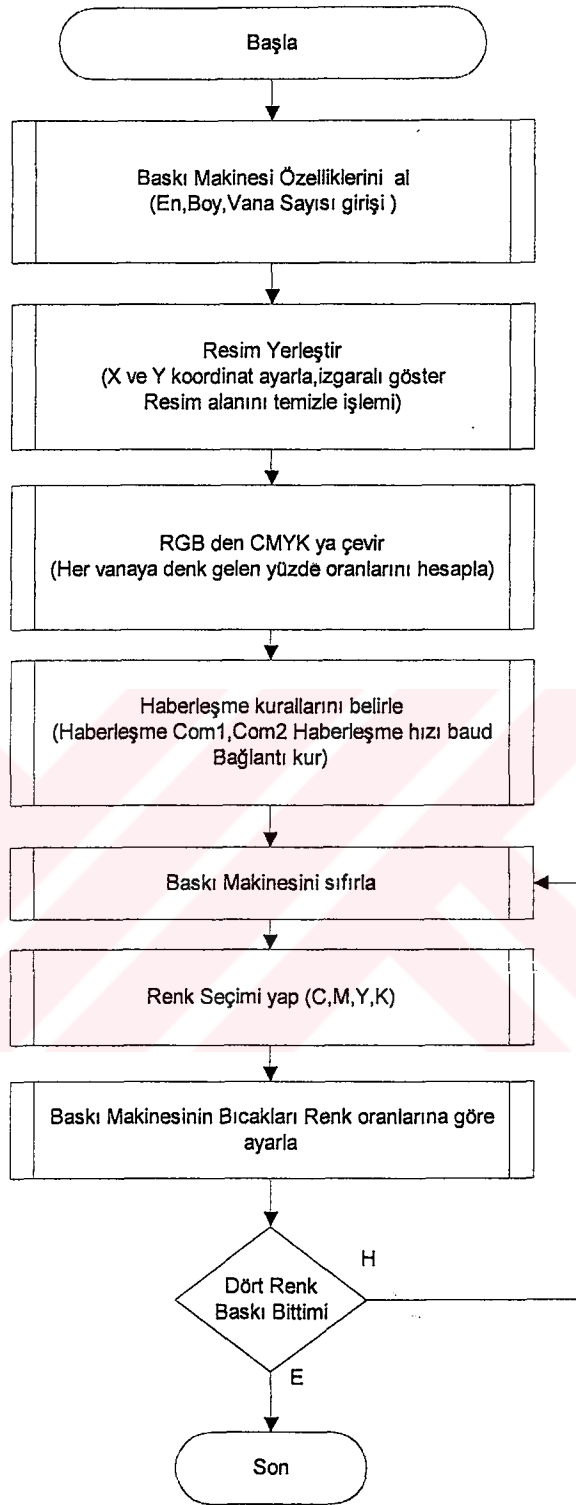 Başla
Baskı Makinesi Özelliklerini al
(En,Boy,Vana Sayısı girişi )
Resim Yerleştir
(X ve Y koordinat ayarla,izgaralı göster
Resim alanını temizle işlemi)
RGB den CMYK ya çevir
(Her vanaya denk gelen yüzde oranlarını hesapla)
Haberleşme kurallarını belirle
(Haberleşme Com1,Com2 Haberleşme hızı baud
Bağlantı kur)
Baskı Makinesini sıfırla
Renk Seçimi yap (C,M,Y,K)
Baskı Makinesinin Bıcakları Renk oranlarına göre
ayarla
H
Dört Renk
Baskı Bittimi
E
Son